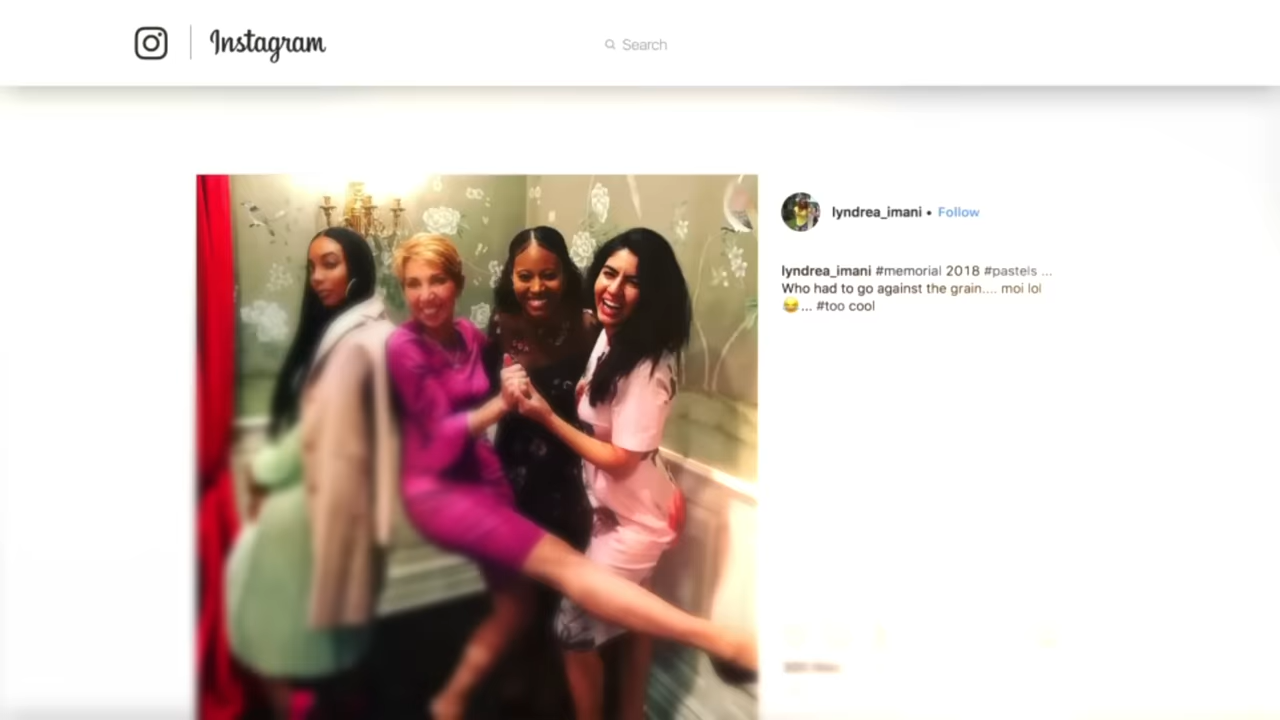 Instagram
Search
lyndrea_imani • Follow
lyndrea_imani #memorial 2018 #pastels ...
Who had to go against the grain.... moi lol
😂... #too cool